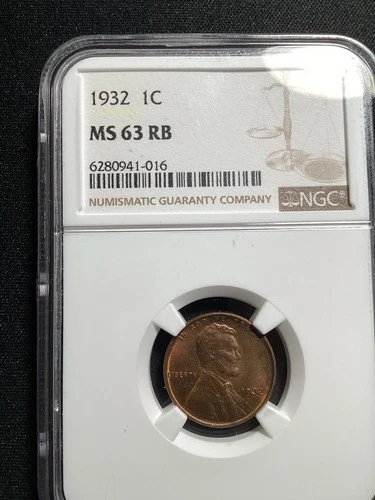 1932 1C
MS 63 RB
6280941-016
NUMISMATIC GUARANTY COMPANY
NGC
LIBERTY